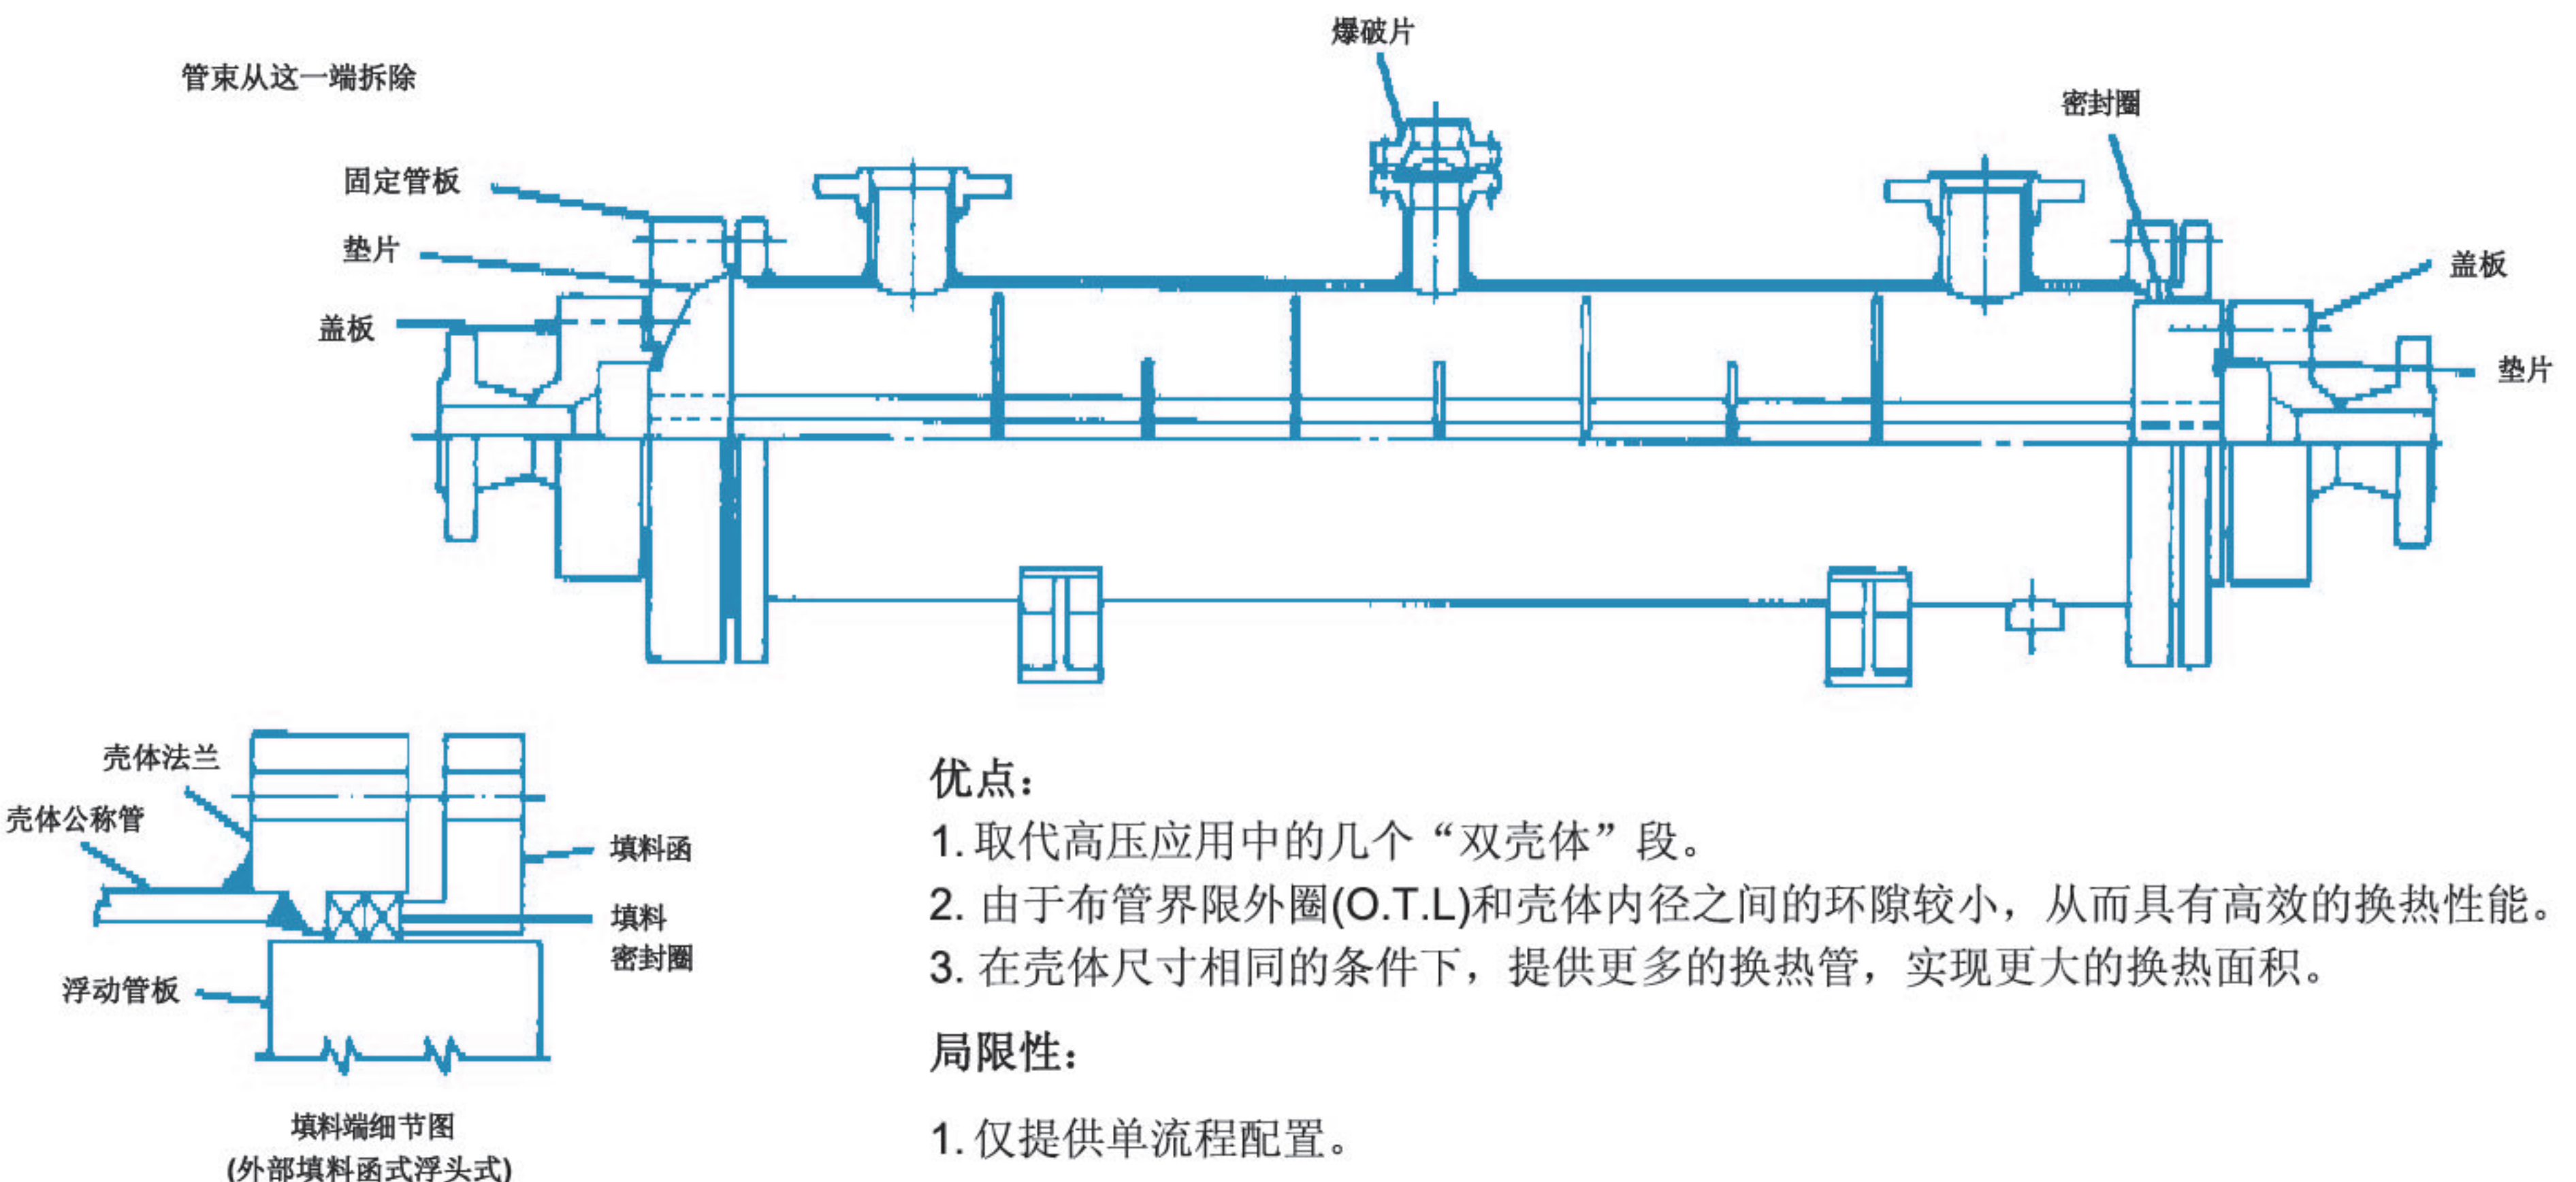 爆破片
管束从这一端拆除
密封圈
固定管板
垫片
盖板
盖板
垫片
壳体法兰
壳体公称管
填料函
填料
密封圈
浮动管板
填料端细节图
(外部填料函式浮头式)
优点：
1. 取代高压应用中的几个“双壳体”段。
2. 由于布管界限外圈(O.T.L)和壳体内径之间的环隙较小，从而具有高效的换热性能。
3. 在壳体尺寸相同的条件下，提供更多的换热管，实现更大的换热面积。
局限性：
1. 仅提供单流程配置。